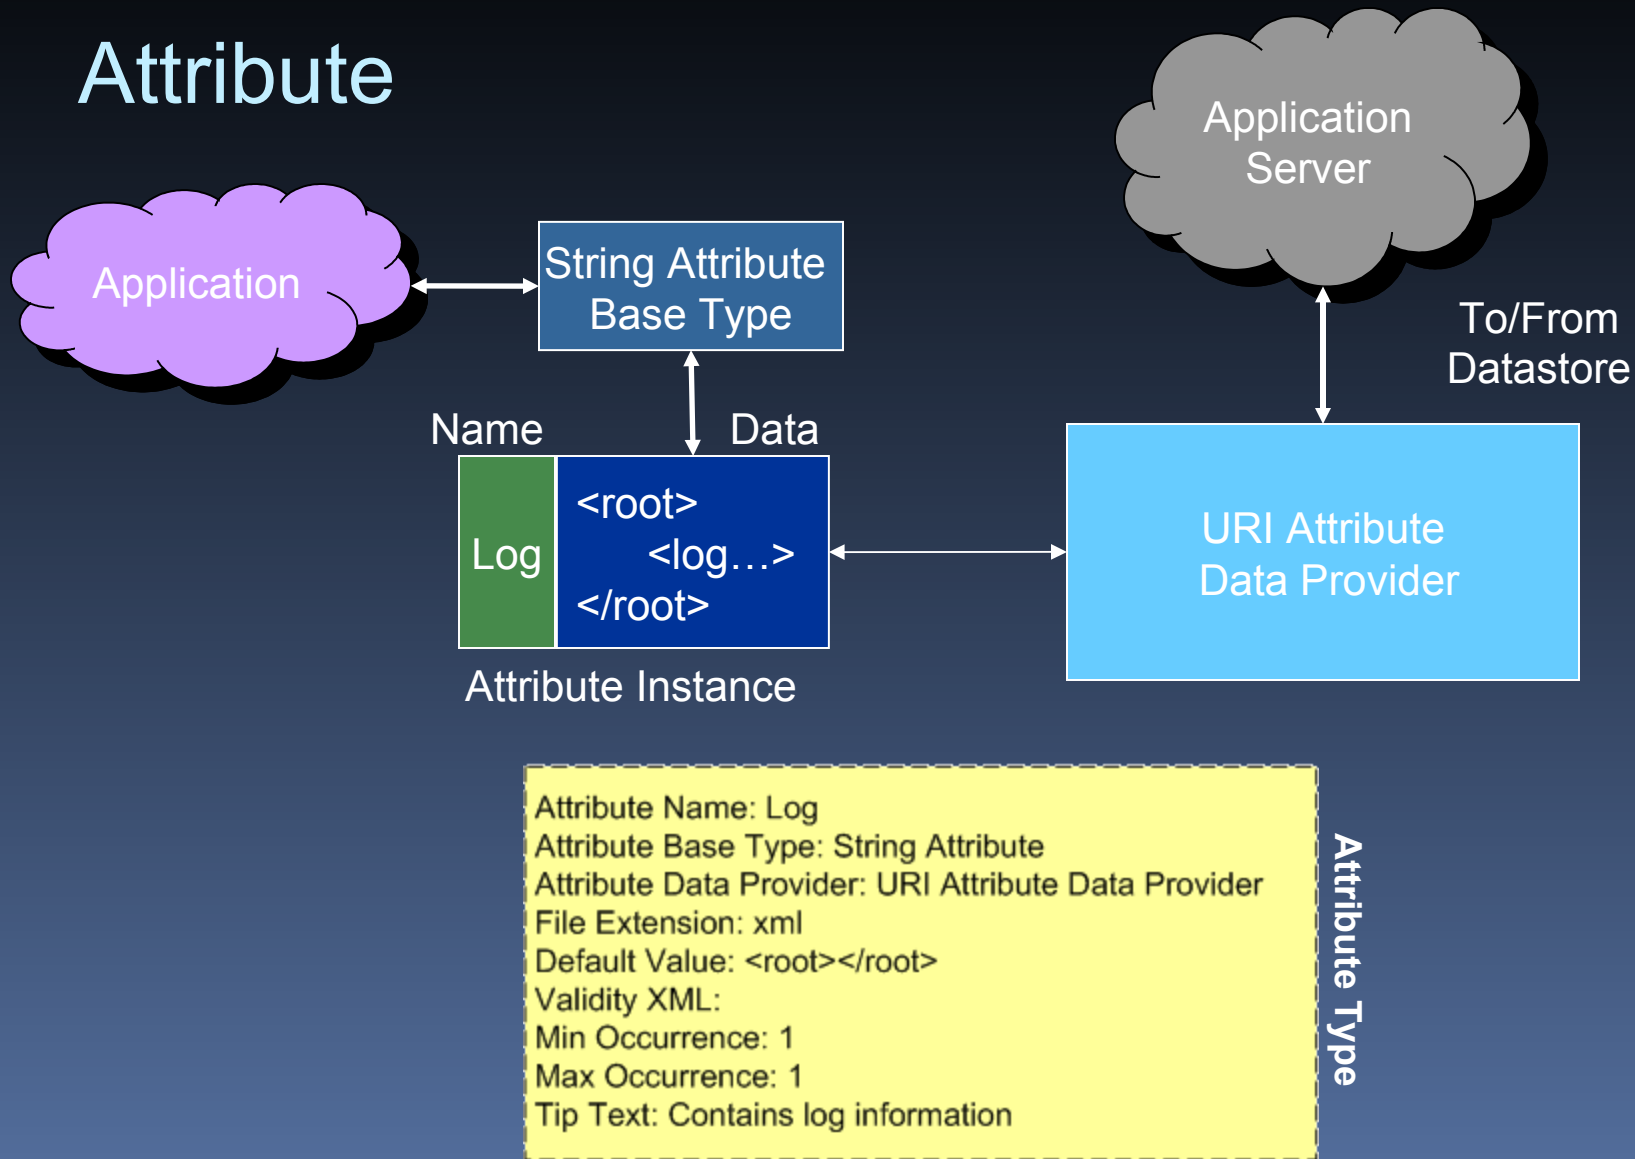 Attribute
Application
Server
Application
String Attribute
Base Type
To/From
Datastore
Name
Data
Log
<root>
<log…>
</root>
URI Attribute
Data Provider
Attribute Instance
Attribute Name: Log
Attribute Base Type: String Attribute
Attribute Data Provider: URI Attribute Data Provider
File Extension: xml
Default Value: <root></root>
Validity XML:
Min Occurrence: 1
Max Occurrence: 1
Tip Text: Contains log information
Attribute Type